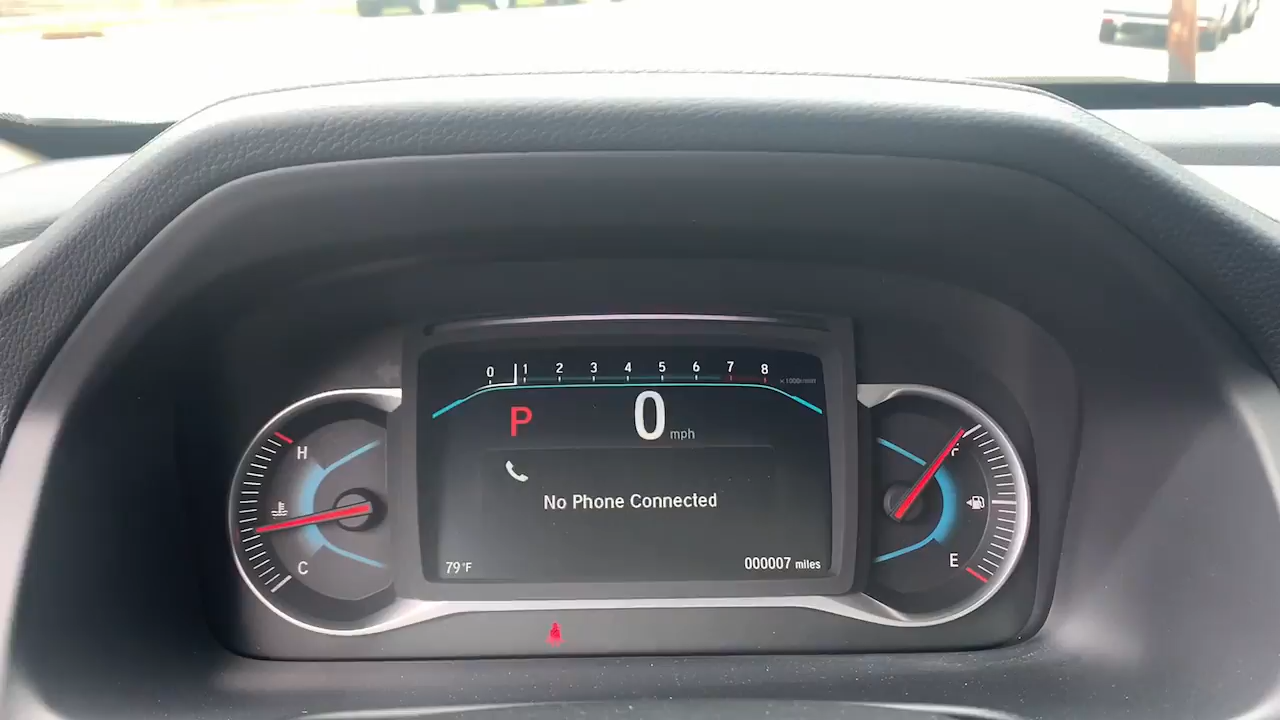 0 1 2 3 4 5 6 7 8 x1000r/min
P 0 mph
No Phone Connected
79°F 000007 miles
H
C
F
E